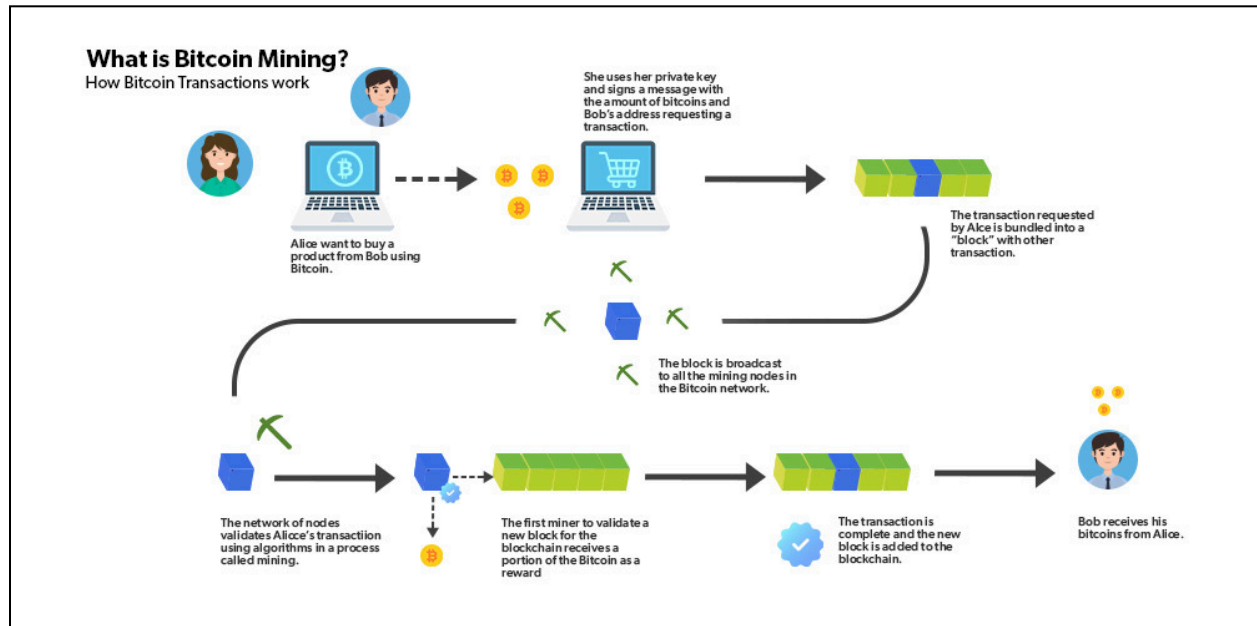 What is Bitcoin Mining?
How Bitcoin Transactions work
She uses her private key
and signs a message with
the amount of bitcoins and
Bob's address requesting a
transaction.
Alice want to buy a
product from Bob using
Bitcoin.
The transaction requested
by Alce is bundled into a
"block" with other
transaction.
The block is broadcast
to all the mining nodes in
the Bitcoin network.
The network of nodes
validates Alicce's transactiion
using algorithms in a process
called mining.
The first miner to validate a
new block for the
blockchain receives a
portion of the Bitcoin as a
reward
The transaction is
complete and the new
block is added to the
blockchain.
Bob receives his
bitcoins from Alice.